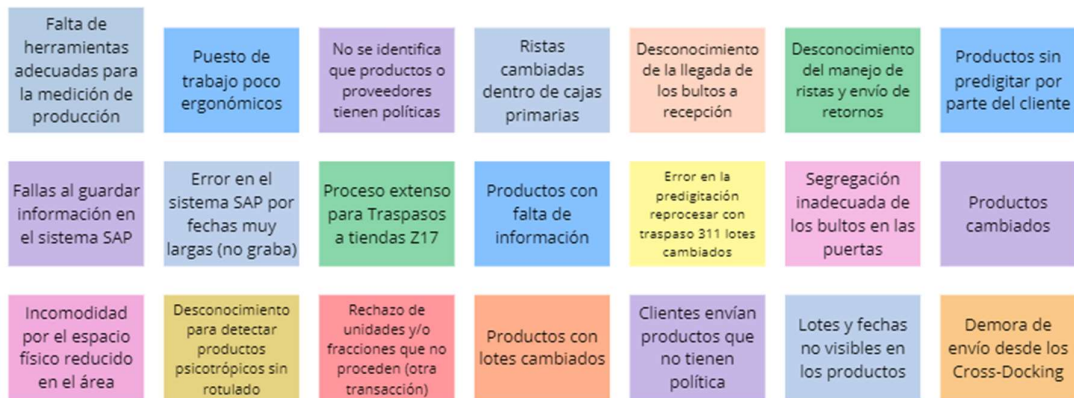 Falta de
herramientas
adecuadas para
la medición de
producción
Puesto de
trabajo poco
ergonómicos
No se identifica
que productos o
proveedores
tienen políticas
Ristas
cambiadas
dentro de cajas
primarias
Desconocimiento
de la llegada de
los bultos a
recepción
Desconocimiento
del manejo de
ristas y envío de
retornos
Productos sin
predigitar por
parte del cliente
Fallas al guardar
información en
el sistema SAP
Error en el
sistema SAP por
fechas muy
largas (no graba)
Proceso extenso
para Traspasos
a tiendas Z17
Productos con
falta de
información
Error en la
predigitación
reprocesar con
traspaso 311 lotes
cambiados
Segregación
inadecuada de
los bultos en las
puertas
Productos
cambiados
Incomodidad
por el espacio
físico reducido
en el área
Desconocimiento
para detectar
productos
psicotrópicos sin
rotulado
Rechazo de
unidades y/o
fracciones que no
proceden (otra
transacción)
Productos con
lotes cambiados
Clientes envían
productos que
no tienen
política
Lotes y fechas
no visibles en
los productos
Demora de
envío desde los
Cross-Docking